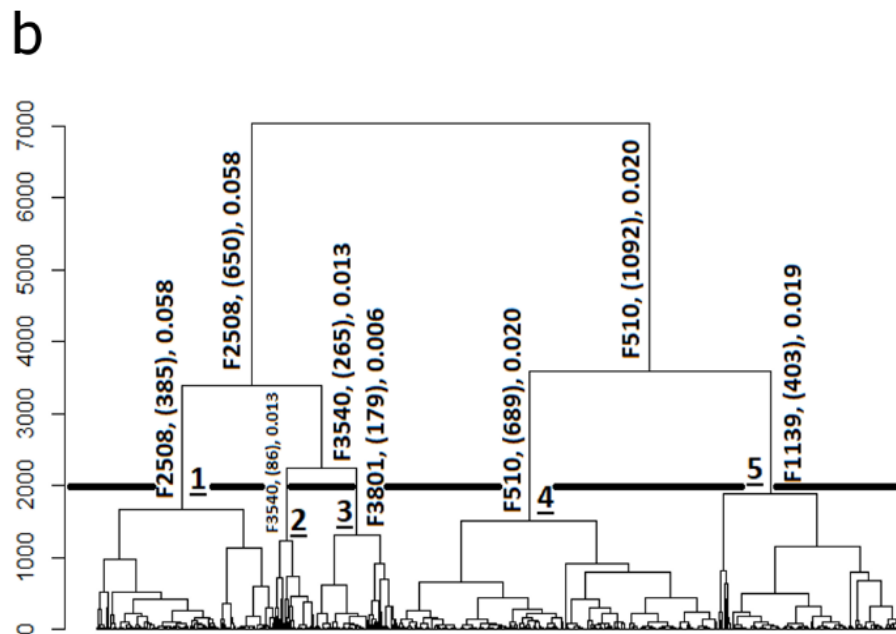 b
7000
6000
5000
4000
3000
2000
1000
0
F2508, (650), 0.058
F510, (1092), 0.020
F2508, (385), 0.058
F3540, (265), 0.013
F3540, (86), 0.013
F3801, (179), 0.006
F510, (689), 0.020
F1139, (403), 0.019
1
2
3
4
5